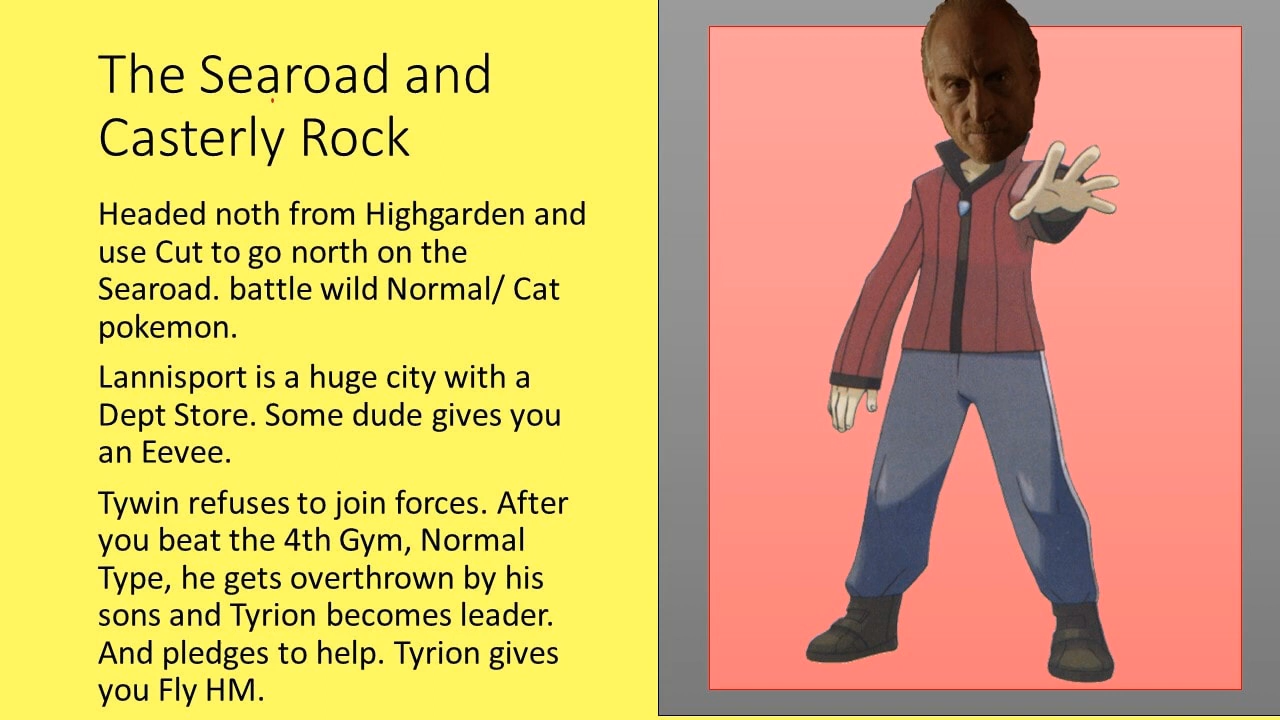 The Searoad and
Casterly Rock
Headed noth from Highgarden and
use Cut to go north on the
Searoad. battle wild Normal/ Cat
pokemon.
Lannisport is a huge city with a
Dept Store. Some dude gives you
an Eevee.
Tywin refuses to join forces. After
you beat the 4th Gym, Normal
Type, he gets overthrown by his
sons and Tyrion becomes leader.
And pledges to help. Tyrion gives
you Fly HM.